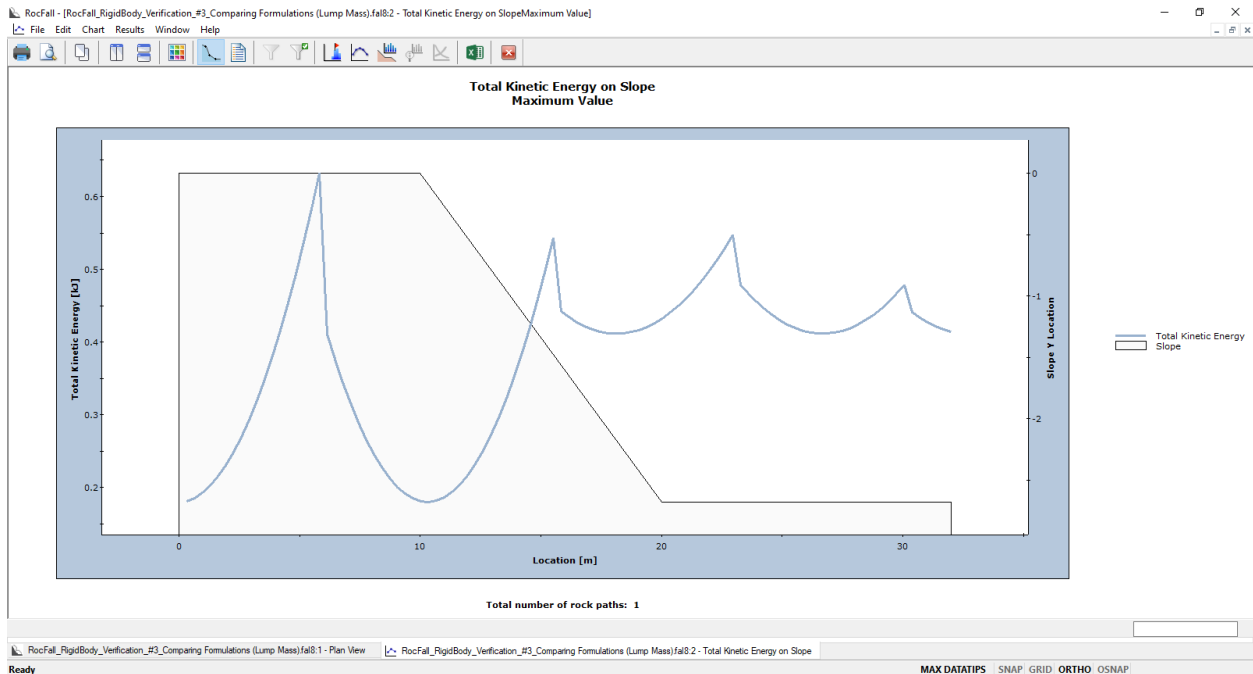 RocFall - [RocFall_RigidBody_Verification_#3_Comparing Formulations (Lump Mass).fal8:2 - Total Kinetic Energy on SlopeMaximum Value]
File Edit Chart Results Window Help
Total Kinetic Energy on Slope
Maximum Value
Total Kinetic Energy [kJ]
0.6
0.5
0.4
0.3
0.2
0
-1
-2
Slope Y Location
0 10 20 30
Location [m]
Total Kinetic Energy
Slope
Total number of rock paths: 1
RocFall_RigidBody_Verification_#3_Comparing Formulations (Lump Mass).fal8:1 - Plan View
RocFall_RigidBody_Verification_#3_Comparing Formulations (Lump Mass).fal8:2 - Total Kinetic Energy on Slope
Ready
MAX DATATIPS SNAP GRID ORTHO OSNAP